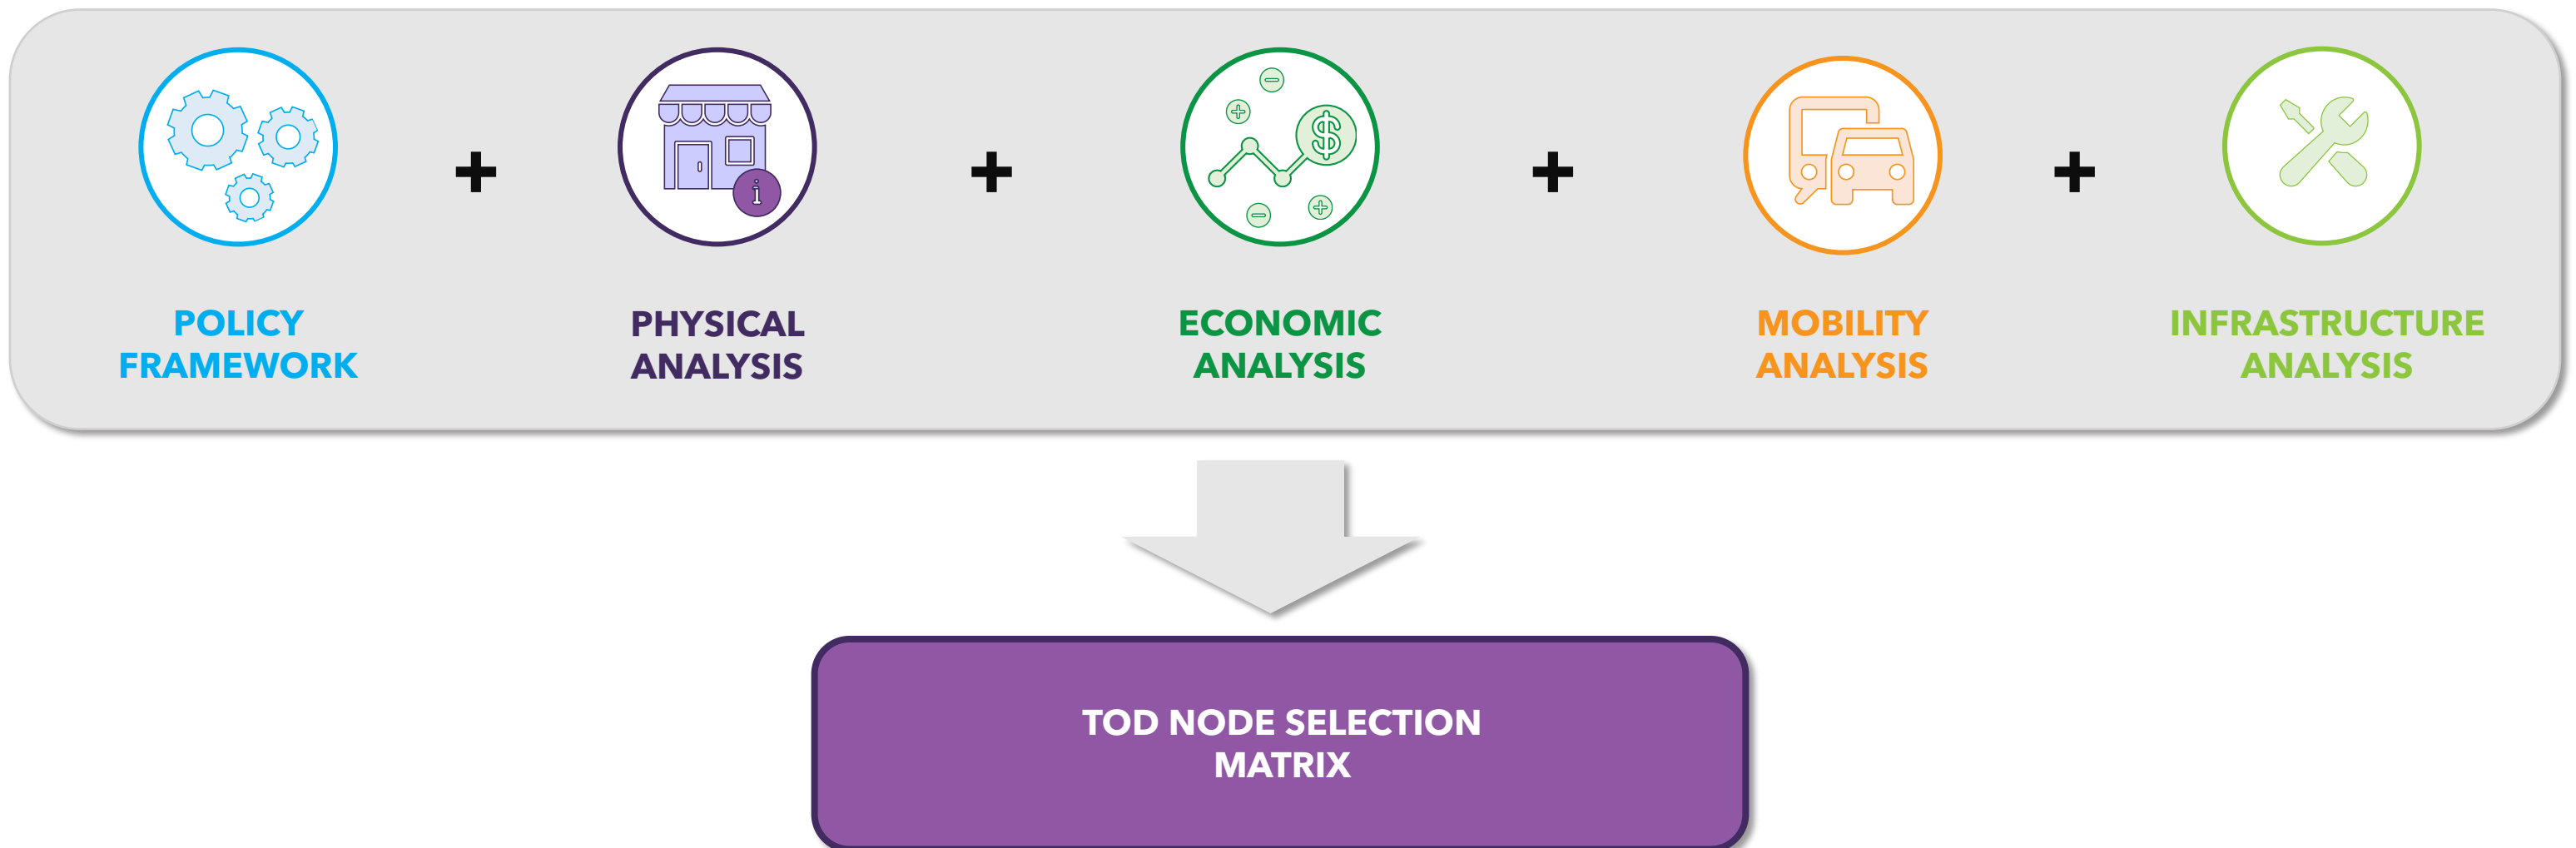 POLICY
FRAMEWORK
+
PHYSICAL
ANALYSIS
+
ECONOMIC
ANALYSIS
+
MOBILITY
ANALYSIS
+
INFRASTRUCTURE
ANALYSIS
TOD NODE SELECTION
MATRIX